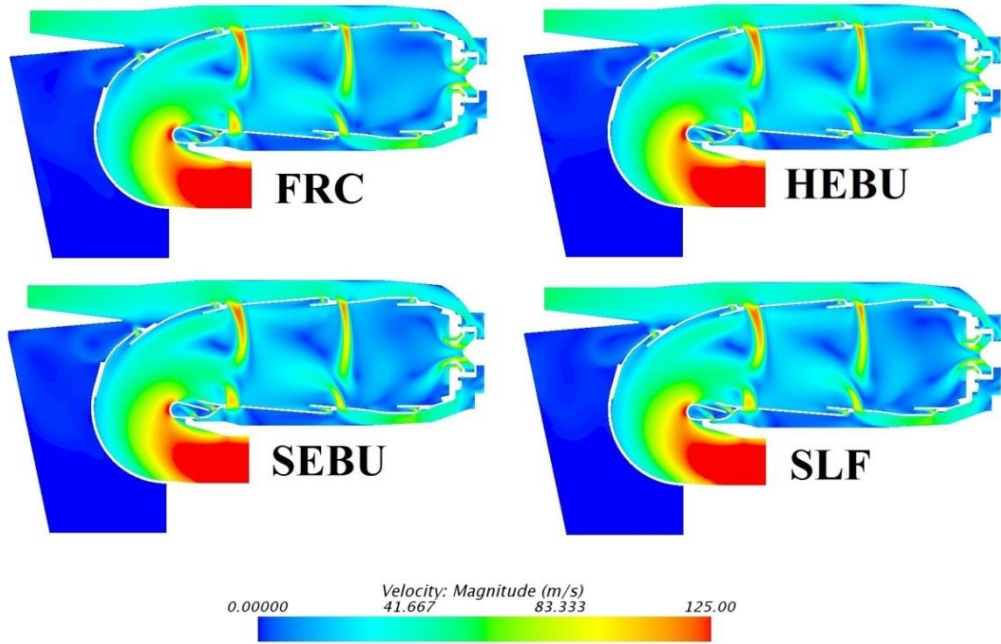 FRC
HEBU
SEBU
SLF
Velocity: Magnitude (m/s)
0.00000 41.667 83.333 125.00